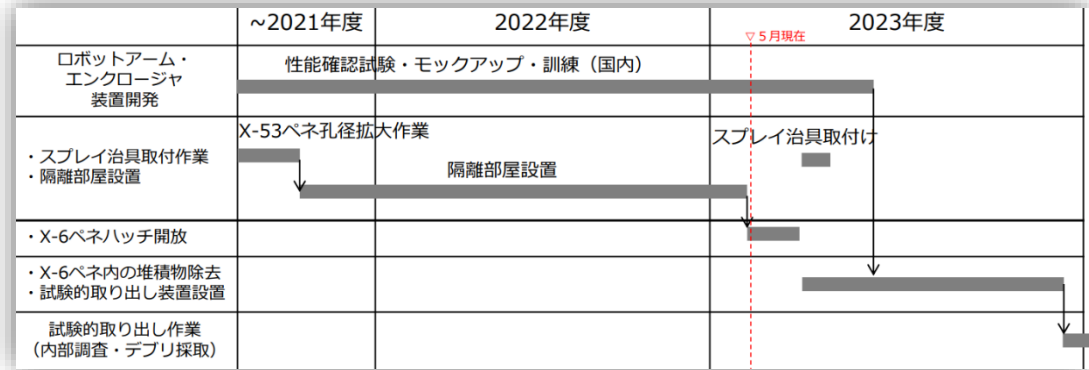 ~2021年度 2022年度 2023年度
▽５月現在
ロボットアーム・
エンクロージャ
装置開発
性能確認試験・モックアップ・訓練（国内）
・スプレイ治具取付作業
・隔離部屋設置
X-53ペネ孔径拡大作業
スプレイ治具取付け
隔離部屋設置
・X-6ペネハッチ開放
・X-6ペネ内の堆積物除去
・試験的取り出し装置設置
試験的取り出し作業
（内部調査・デブリ採取）